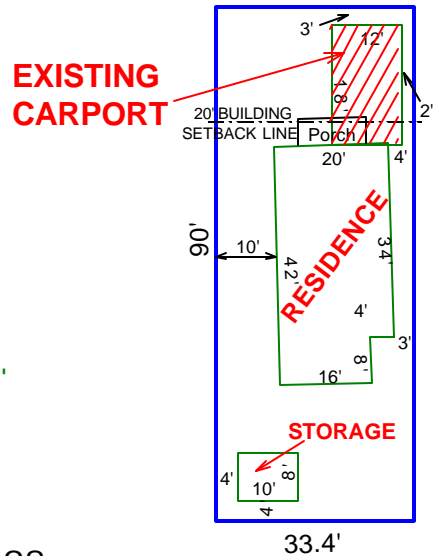 3'
12'
EXISTING
CARPORT
18
2'
20' BUILDING
SETBACK LINE
Porch
20'
4'
90'
10'
42'
34'
RESIDENCE
4'
3'
8'
16'
STORAGE
4'
8'
10'
4'
33.4'